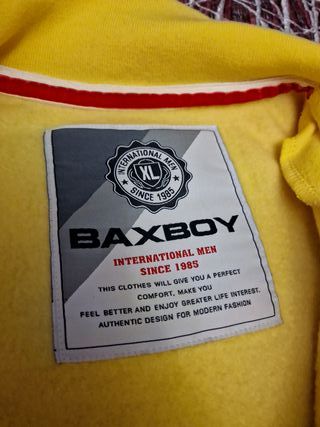 INTERNATIONAL MEN
XL
SINCE 1985
BAXBOY
INTERNATIONAL MEN
SINCE 1985
THIS CLOTHES WILL GIVE YOU A PERFECT
COMFORT, MAKE YOU
FEEL BETTER AND ENJOY GREATER LIFE INTEREST.
AUTHENTIC DESIGN FOR MODERN FASHION